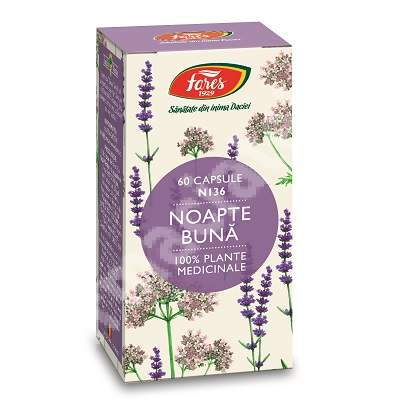 fares
1929
Sănătate din inima Daciei
60 CAPSULE
N136
NOAPTE
BUNĂ
100% PLANTE
MEDICINALE